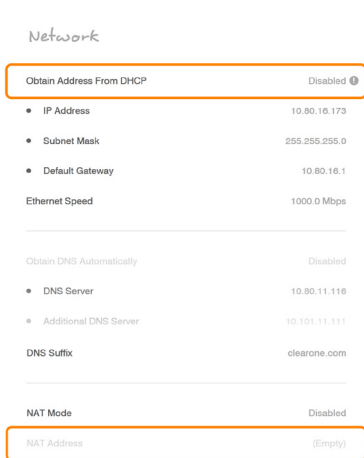 Network
Obtain Address From DHCP Disabled
IP Address 10.80.16.173
Subnet Mask 255.255.255.0
Default Gateway 10.80.16.1
Ethernet Speed 1000.0 Mbps
Obtain DNS Automatically Disabled
DNS Server 10.80.11.116
Additional DNS Server 10.101.11.111
DNS Suffix clearone.com
NAT Mode Disabled
NAT Address (Empty)